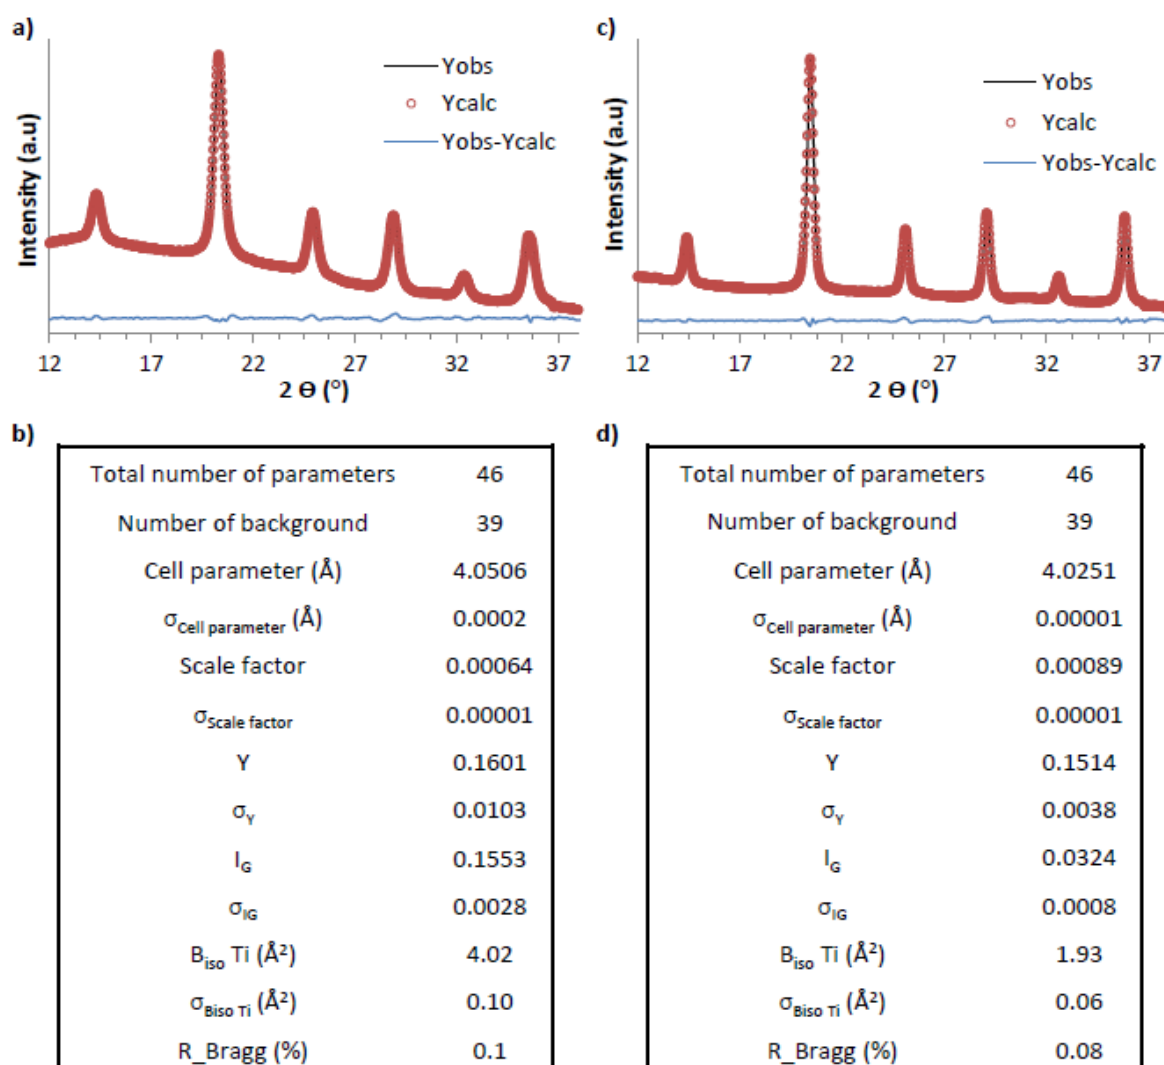 a)
Intensity (a.u)
Yobs
Ycalc
Yobs-Ycalc
12 17 22 27 32 37
2 ϴ (°)
c)
Intensity (a.u)
Yobs
Ycalc
Yobs-Ycalc
12 17 22 27 32 37
2 ϴ (°)
b)
Total number of parameters 46
Number of background 39
Cell parameter (Å) 4.0506
σCell parameter (Å) 0.0002
Scale factor 0.00064
σScale factor 0.00001
Y 0.1601
σY 0.0103
IG 0.1553
σIG 0.0028
Biso Ti (Å²) 4.02
σBiso Ti (Å²) 0.10
R_Bragg (%) 0.1
d)
Total number of parameters 46
Number of background 39
Cell parameter (Å) 4.0251
σCell parameter (Å) 0.00001
Scale factor 0.00089
σScale factor 0.00001
Y 0.1514
σY 0.0038
IG 0.0324
σIG 0.0008
Biso Ti (Å²) 1.93
σBiso Ti (Å²) 0.06
R_Bragg (%) 0.08